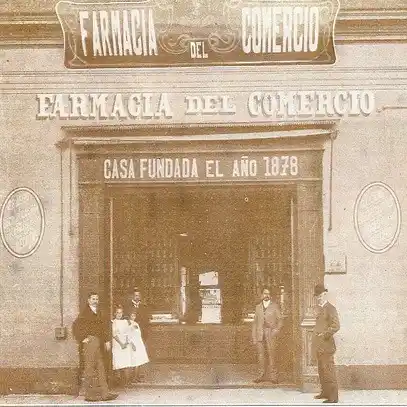 FARMACIA DEL COMERCIO
FARMACIA DEL COMERCIO
CASA FUNDADA EL AÑO 1878